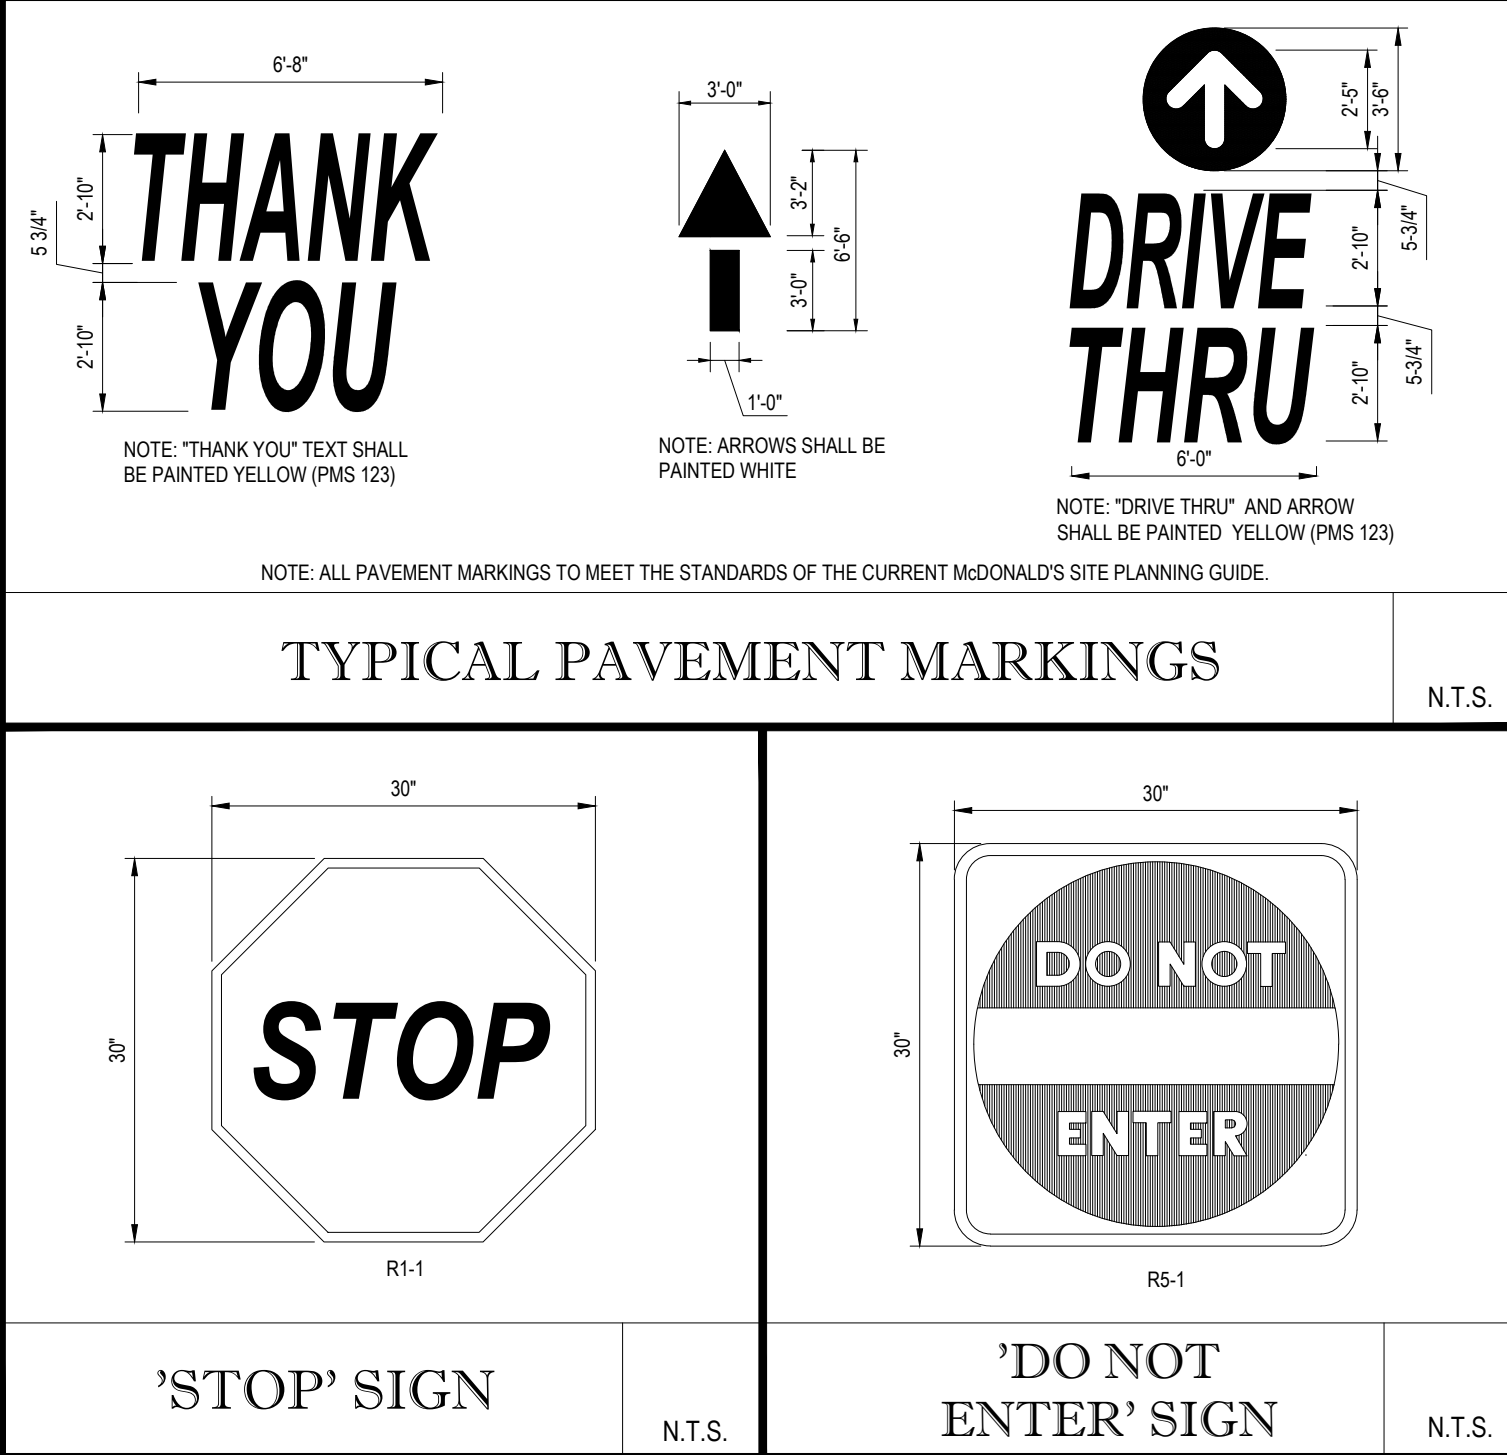 6'-8"
THANK
YOU
2'-10"
5 3/4"
2'-10"
NOTE: "THANK YOU" TEXT SHALL
BE PAINTED YELLOW (PMS 123)
3'-0"
3'-2"
6'-6"
3'-0"
1'-0"
NOTE: ARROWS SHALL BE
PAINTED WHITE
2'-5"
3'-6"
DRIVE
THRU
5-3/4"
2'-10"
5-3/4"
2'-10"
6'-0"
NOTE: "DRIVE THRU" AND ARROW
SHALL BE PAINTED YELLOW (PMS 123)
NOTE: ALL PAVEMENT MARKINGS TO MEET THE STANDARDS OF THE CURRENT McDONALD'S SITE PLANNING GUIDE.
TYPICAL PAVEMENT MARKINGS
N.T.S.
30"
30"
STOP
R1-1
'STOP' SIGN
N.T.S.
30"
30"
DO NOT
ENTER
R5-1
'DO NOT
ENTER' SIGN
N.T.S.